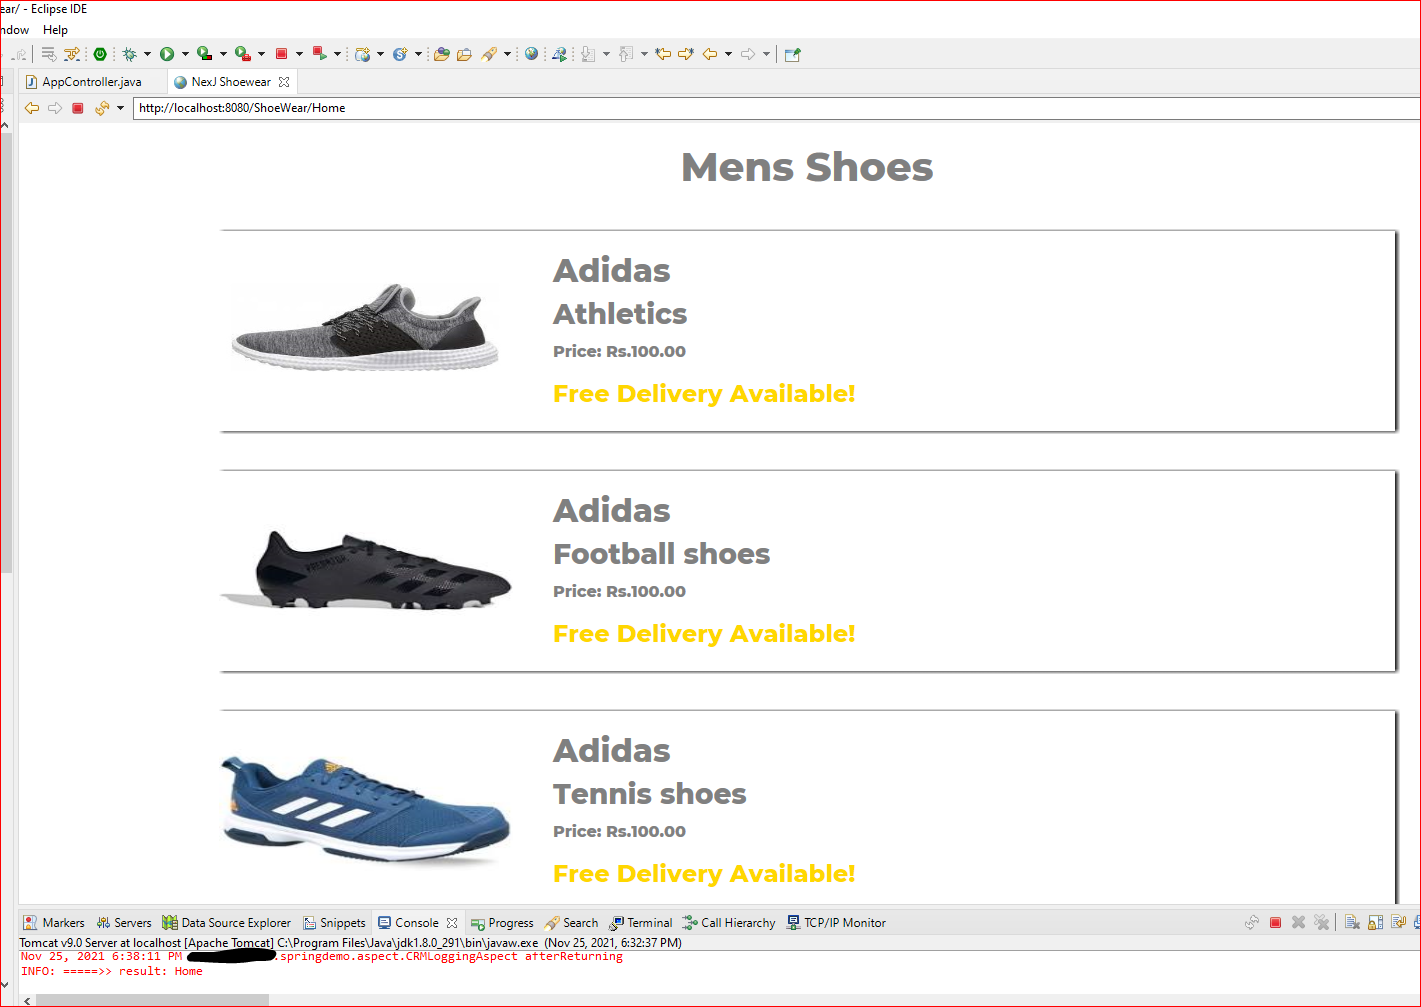 ear/ - Eclipse IDE
ndow Help
AppController.java NexJ Shoewear
http://localhost:8080/ShoeWear/Home
Mens Shoes
Adidas
Athletics
Price: Rs.100.00
Free Delivery Available!
PREDATOR
Adidas
Football shoes
Price: Rs.100.00
Free Delivery Available!
Adidas
Tennis shoes
Price: Rs.100.00
Free Delivery Available!
Markers Servers Data Source Explorer Snippets Console Progress Search Terminal Call Hierarchy TCP/IP Monitor
Tomcat v9.0 Server at localhost [Apache Tomcat] C:\Program Files\Java\jdk1.8.0_291\bin\javaw.exe (Nov 25, 2021, 6:32:37 PM)
Nov 25, 2021 6:38:11 PM .springdemo.aspect.CRMLoggingAspect afterReturning
INFO: =====>> result: Home